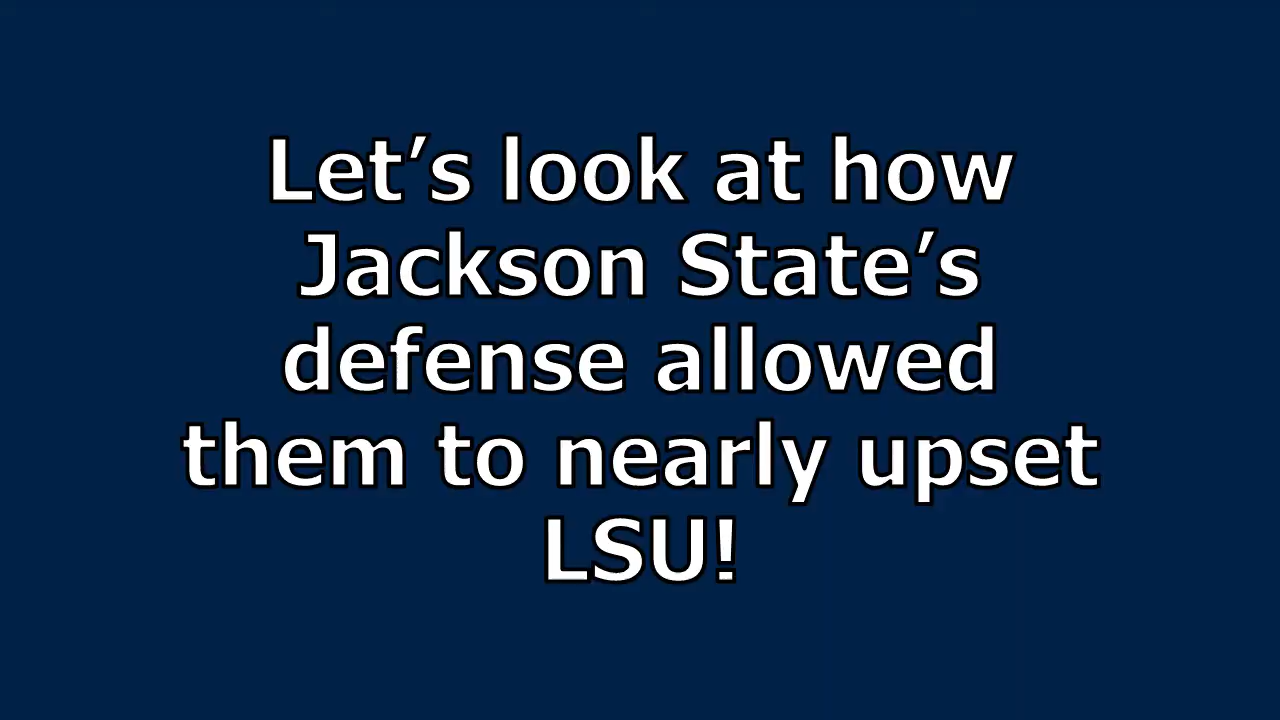 Let’s look at how
Jackson State’s
defense allowed
them to nearly upset
LSU!